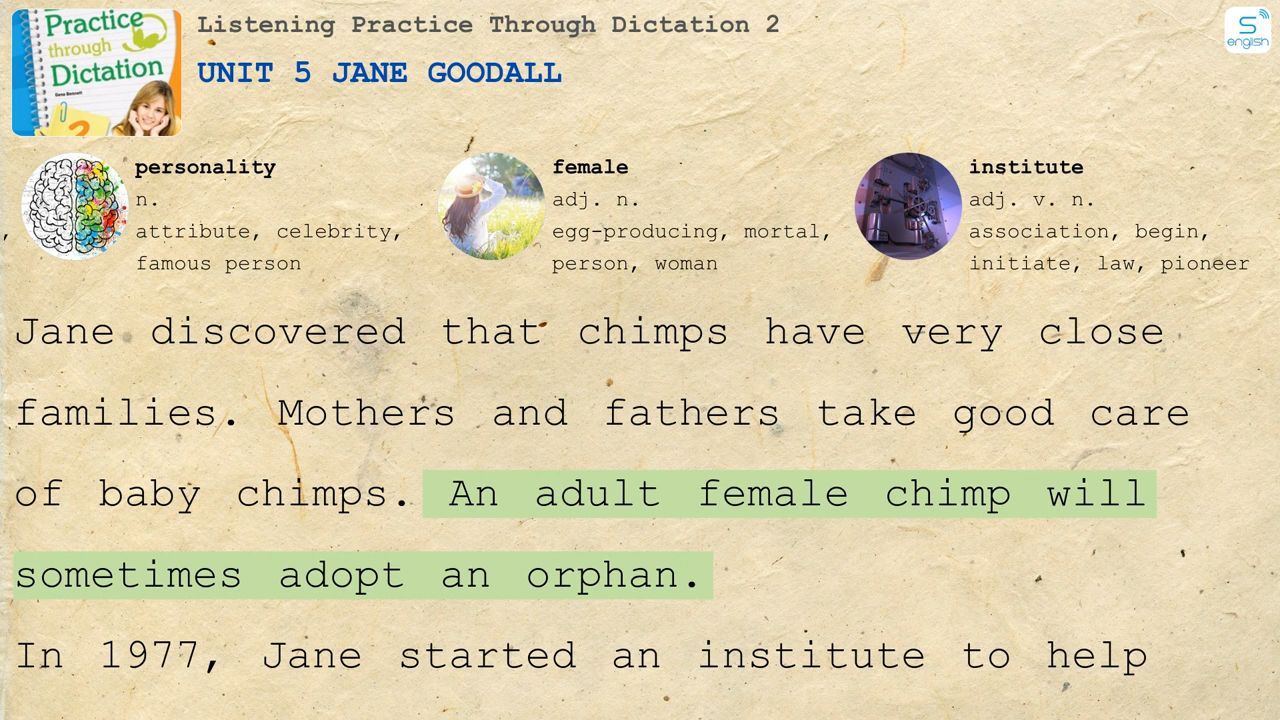 Practice
through
Dictation
Gena Bennett
2
Listening Practice Through Dictation 2
UNIT 5 JANE GOODALL
S
english
personality
n.
attribute, celebrity,
famous person
female
adj. n.
egg-producing, mortal,
person, woman
institute
adj. v. n.
association, begin,
initiate, law, pioneer
,
Jane discovered that chimps have very close
families. Mothers and fathers take good care
of baby chimps. An adult female chimp will
sometimes adopt an orphan.
In 1977, Jane started an institute to help